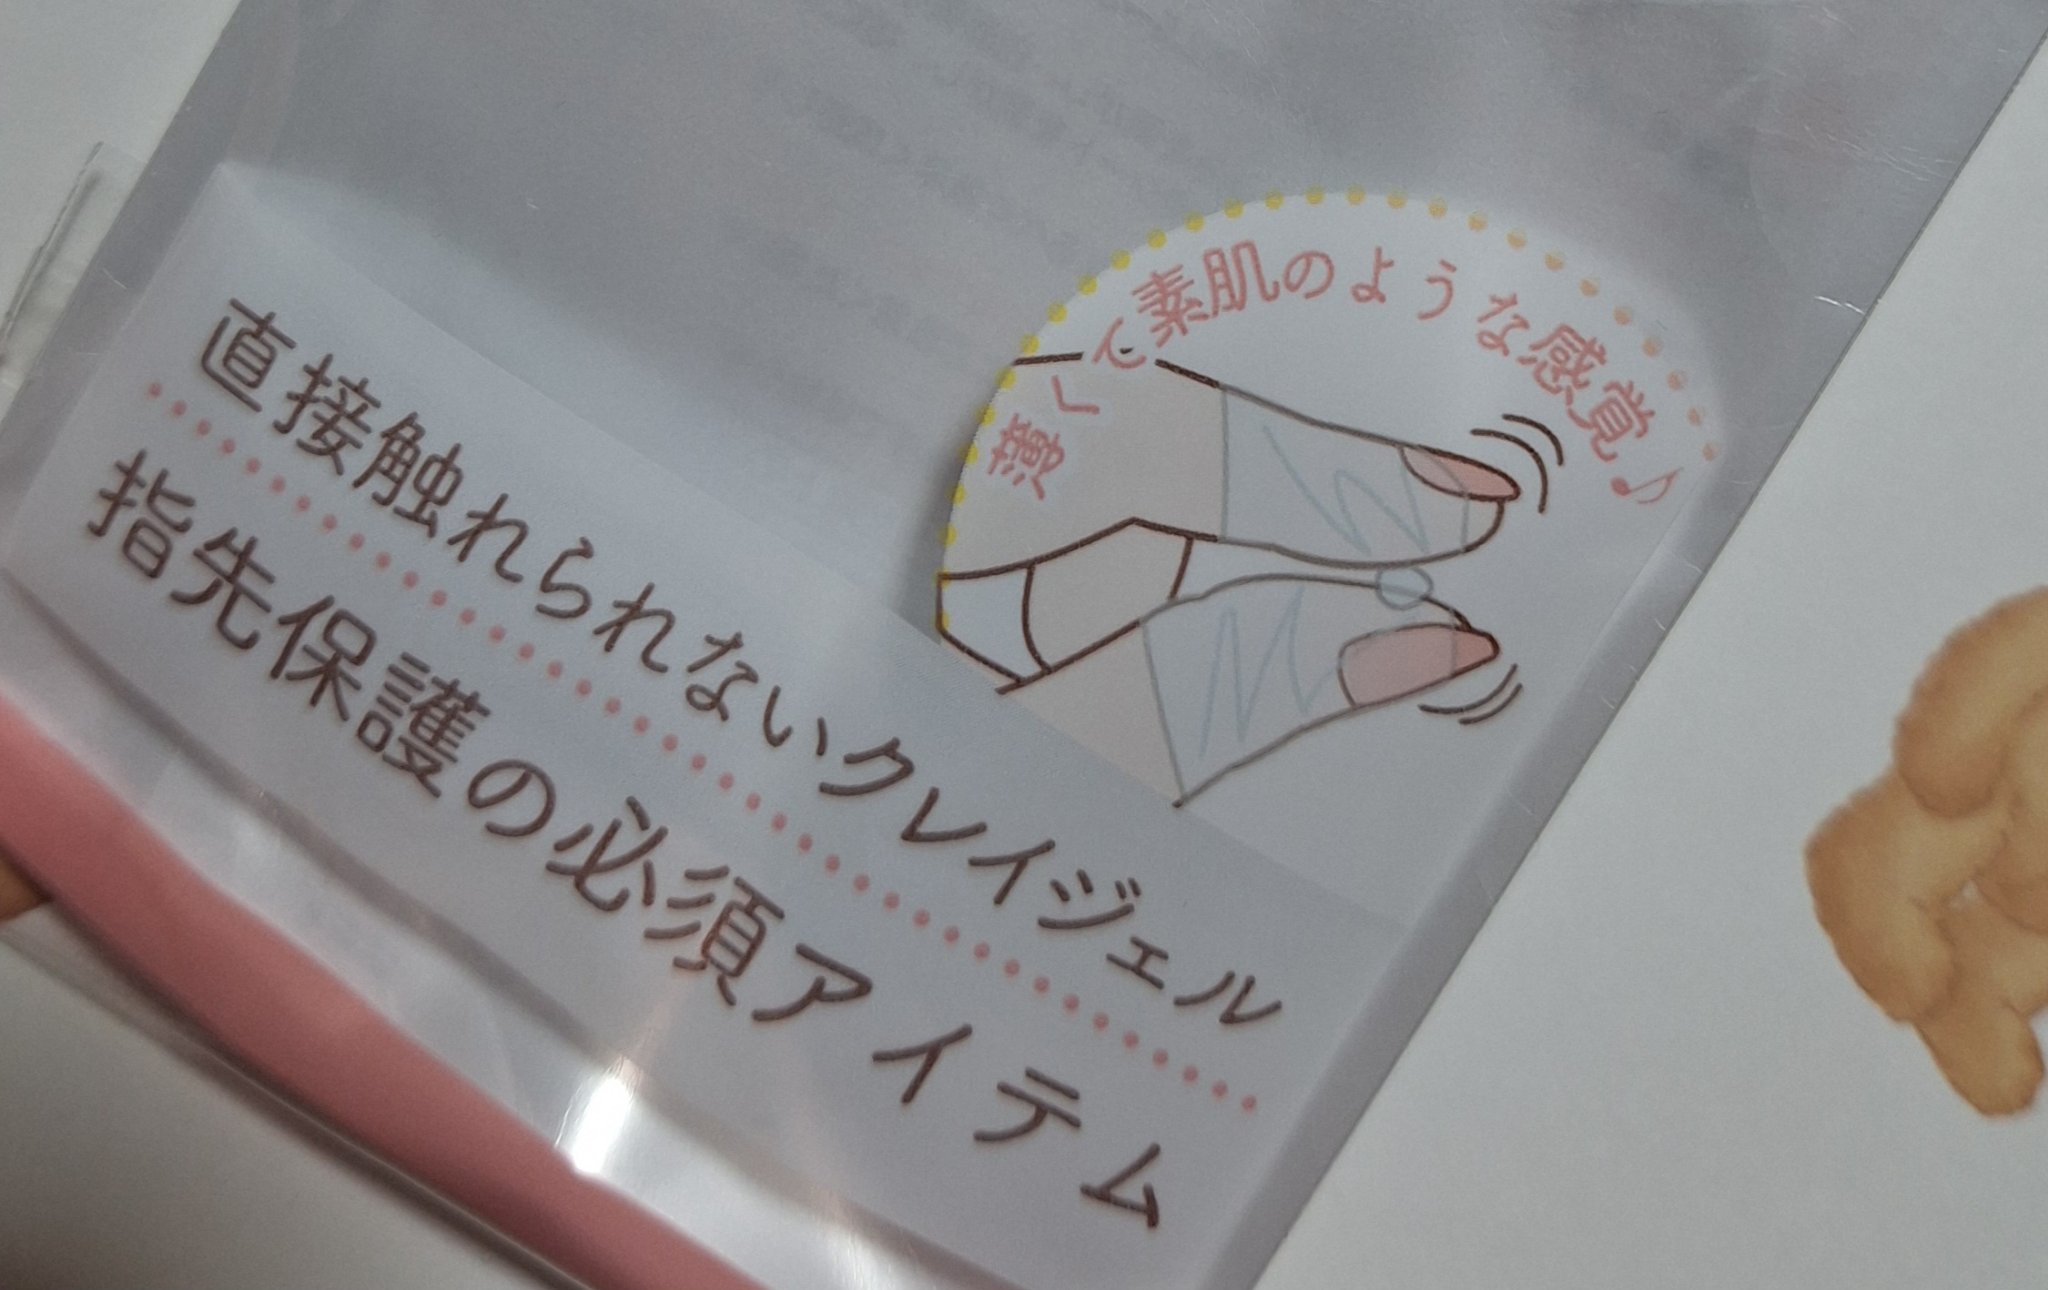 薄くて素肌のような感覚♪
直接触れられないクレイジェル
指先保護の必須アイテム